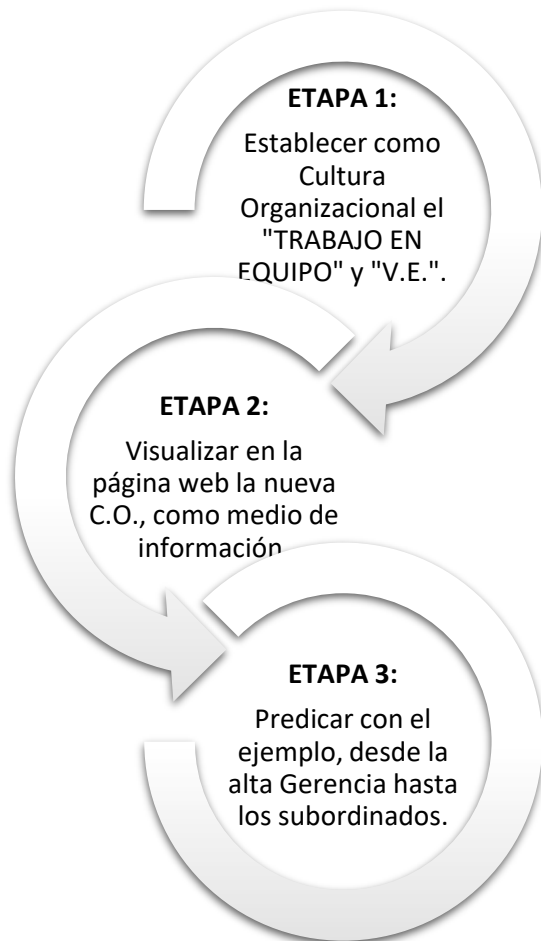 ETAPA 1:
Establecer como
Cultura
Organizacional el
"TRABAJO EN
EQUIPO" y "V.E.".
ETAPA 2:
Visualizar en la
página web la nueva
C.O., como medio de
información
ETAPA 3:
Predicar con el
ejemplo, desde la
alta Gerencia hasta
los subordinados.